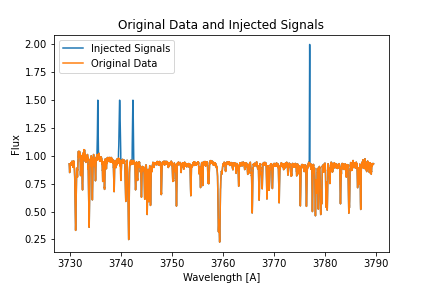 Original Data and Injected Signals
Injected Signals
Original Data
2.00
1.75
1.50
1.25
1.00
0.75
0.50
0.25
Flux
3730 3740 3750 3760 3770 3780 3790
Wavelength [A]